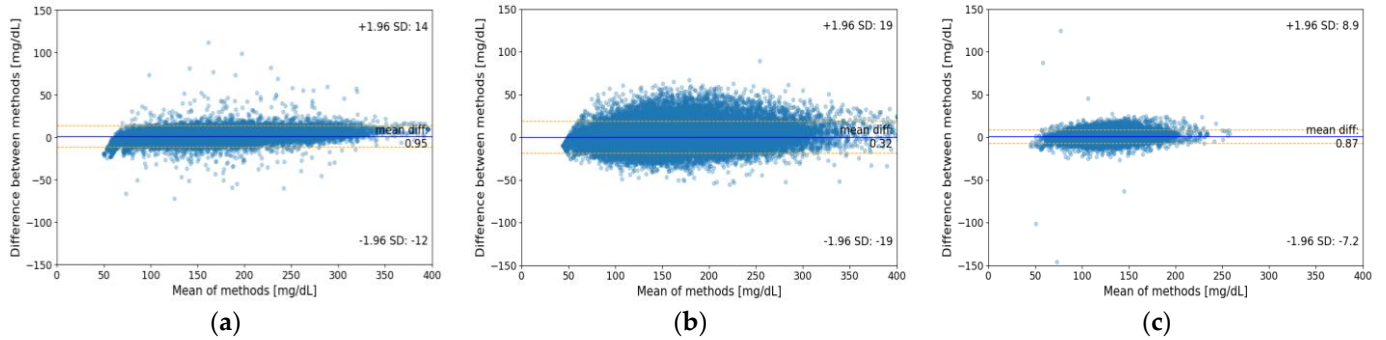 Difference between methods [mg/dL]
150
100
50
0
−50
−100
−150
+1.96 SD: 14
mean diff:
0.95
-1.96 SD: -12
0
50
100
150
200
250
300
350
400
Mean of methods [mg/dL]
(a)
Difference between methods [mg/dL]
150
100
50
0
−50
−100
−150
+1.96 SD: 19
mean diff:
0.32
-1.96 SD: -19
0
50
100
150
200
250
300
350
400
Mean of methods [mg/dL]
(b)
Difference between methods [mg/dL]
150
100
50
0
−50
−100
−150
+1.96 SD: 8.9
mean diff:
0.87
-1.96 SD: -7.2
0
50
100
150
200
250
300
350
400
Mean of methods [mg/dL]
(c)